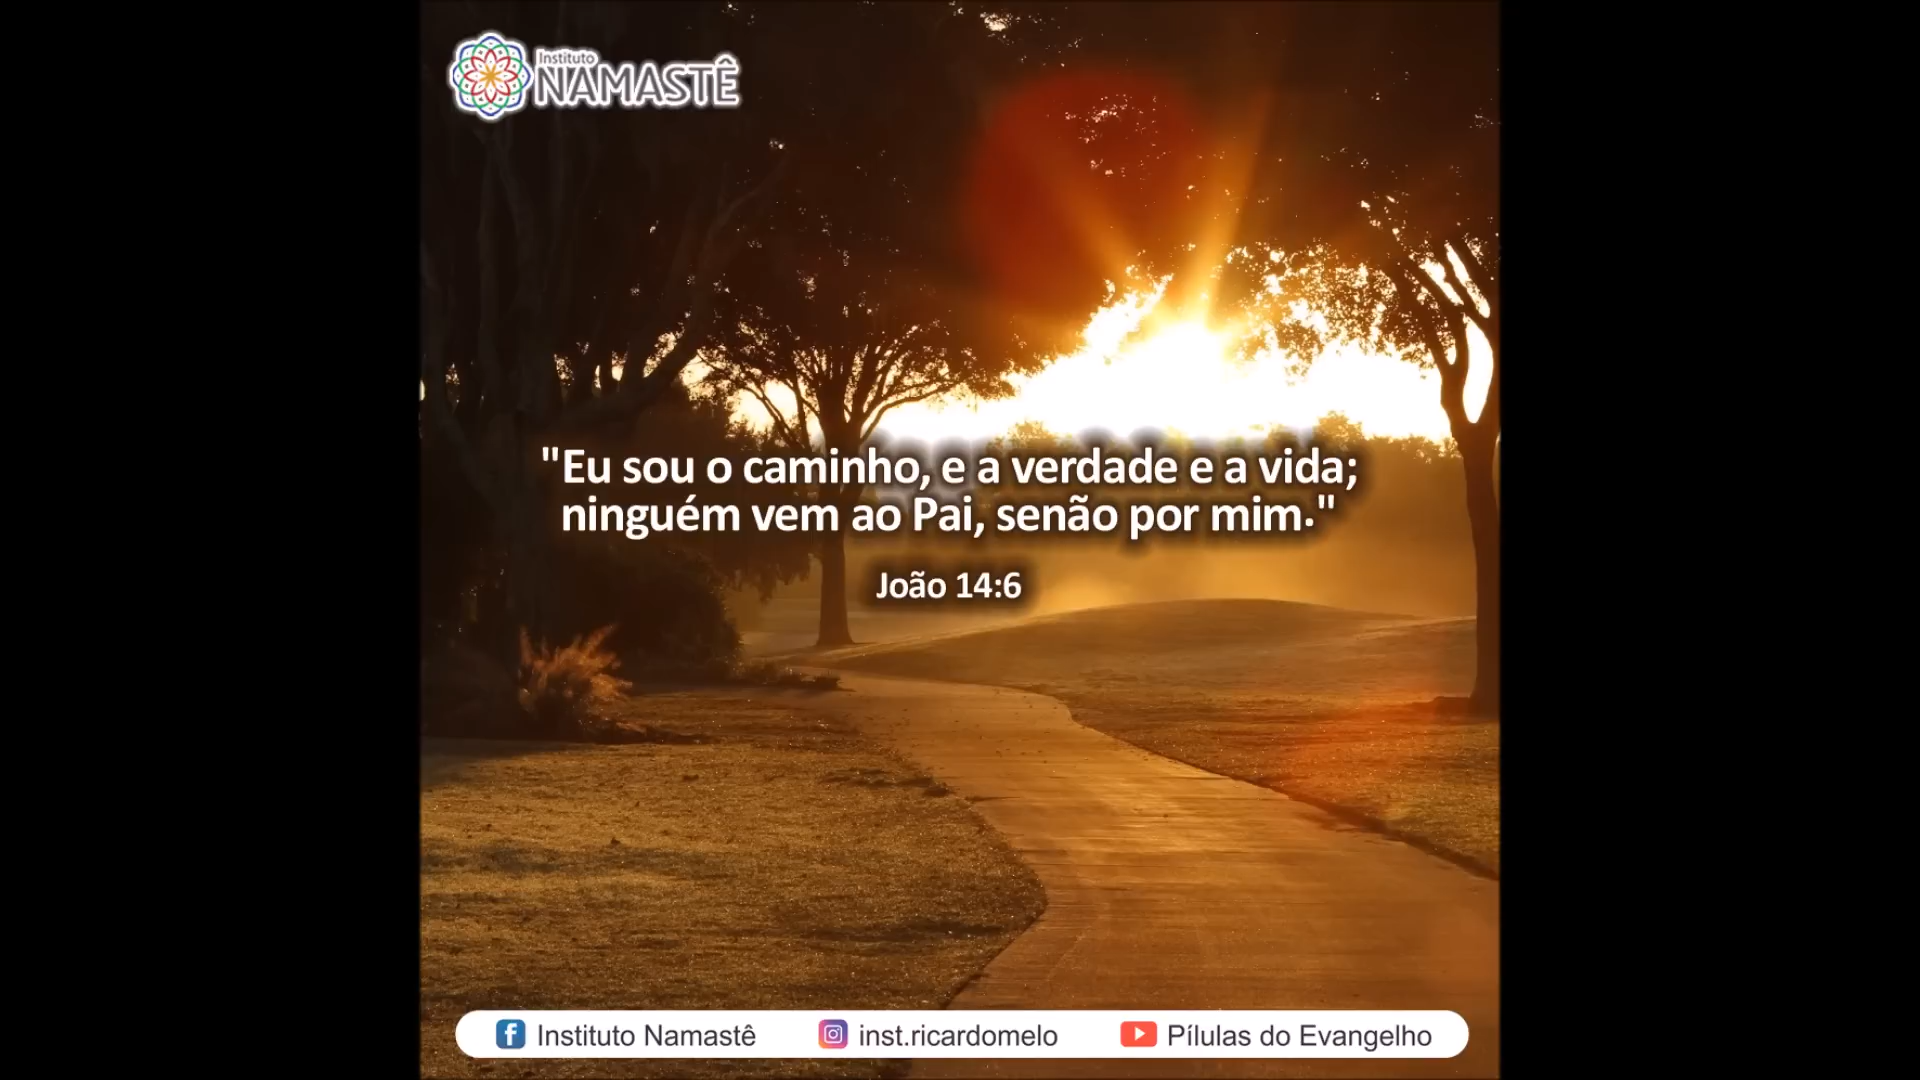 Instituto
NAMASTÊ
"Eu sou o caminho, e a verdade e a vida;
ninguém vem ao Pai, senão por mim."
João 14:6
Instituto Namastê inst.ricardomelo Pílulas do Evangelho